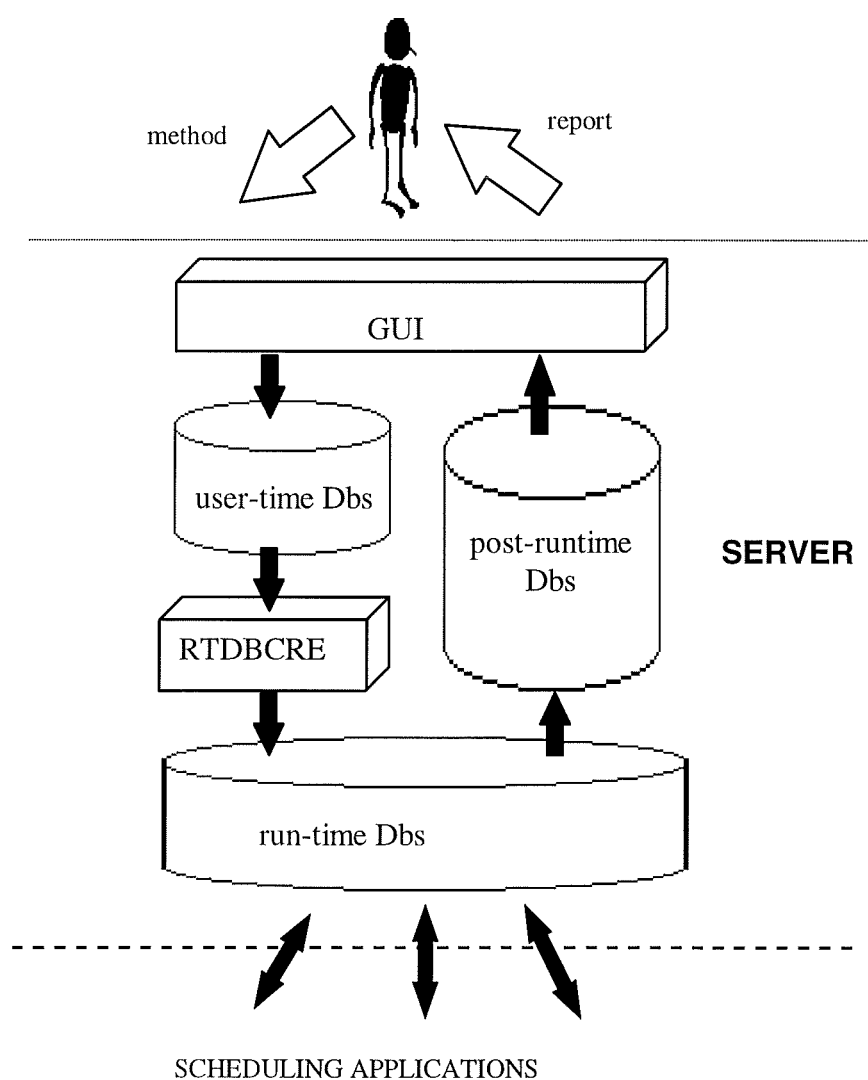 method
report
GUI
user-time Dbs
post-runtime
Dbs
SERVER
RTDBCRE
run-time Dbs
SCHEDULING APPLICATIONS